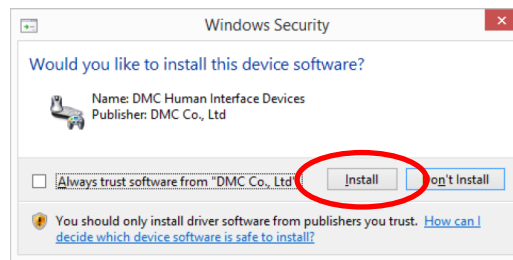 Windows Security
Would you like to install this device software?
Name: DMC Human Interface Devices
Publisher: DMC Co., Ltd
Always trust software from "DMC Co., Ltd". Install Don't Install
You should only install driver software from publishers you trust. How can I
decide which device software is safe to install?